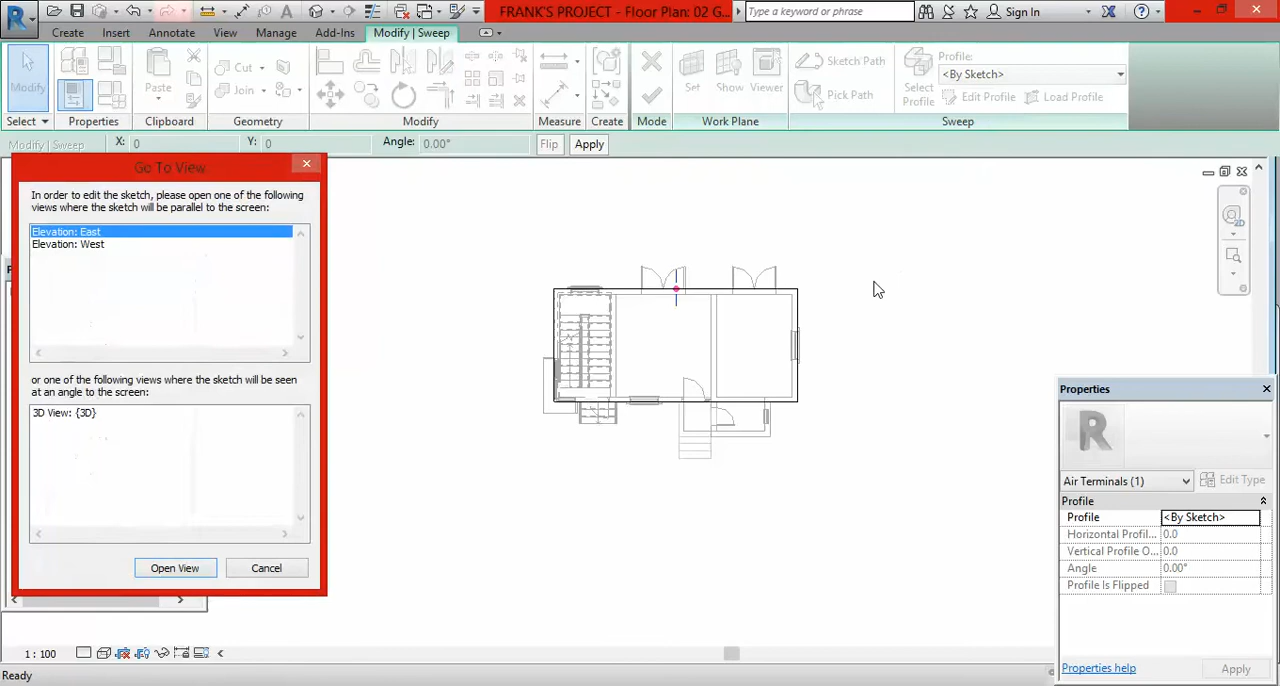 FRANK'S PROJECT - Floor Plan: 02 G...
Type a keyword or phrase
Sign In
Create Insert Annotate View Manage Add-Ins Modify | Sweep
Modify
Paste
Cut
Join
Set Show Viewer
Sketch Path
Pick Path
Select Profile
Profile:
<By Sketch>
Edit Profile Load Profile
Select Properties Clipboard Geometry Modify Measure Create Mode Work Plane Sweep
Modify | Sweep X: 0 Y: 0 Angle: 0.00° Flip Apply
Go To View
In order to edit the sketch, please open one of the following
views where the sketch will be parallel to the screen:
Elevation: East
Elevation: West
or one of the following views where the sketch will be seen
at an angle to the screen:
3D View: {3D}
Open View Cancel
2D
Properties
R
Air Terminals (1) Edit Type
Profile
Profile <By Sketch>
Horizontal Profil... 0.0
Vertical Profile O... 0.0
Angle 0.00°
Profile Is Flipped
Properties help Apply
1 : 100
Ready